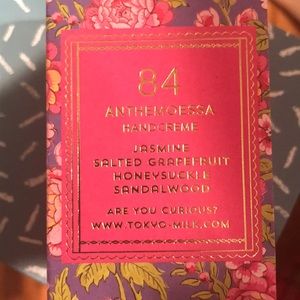 84
ANTHEMOESSA
HANDCREME
JASMINE
SALTED GRAPEFRUIT
HONEYSUCKLE
SANDALWOOD
ARE YOU CURIOUS?
WWW.TOKYO-MILK.COM